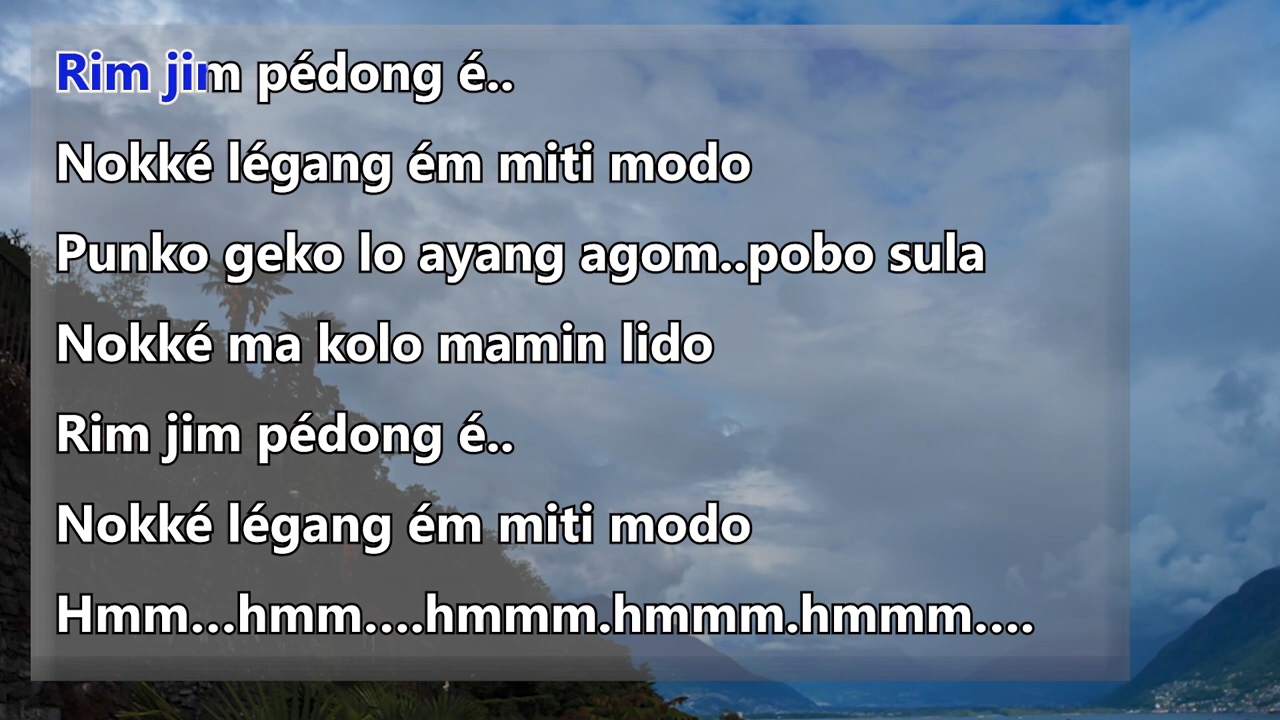 Rim jim pédong é..
Nokké légang ém miti modo
Punko geko lo ayang agom..pobo sula
Nokké ma kolo mamin lido
Rim jim pédong é..
Nokké légang ém miti modo
Hmm...hmm....hmmm.hmmm.hmmm....